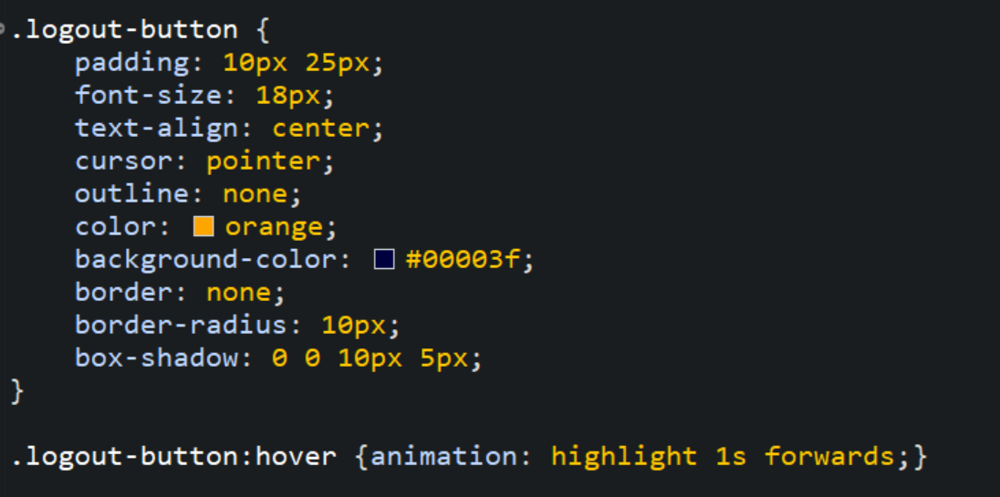 .logout-button {
    padding: 10px 25px;
    font-size: 18px;
    text-align: center;
    cursor: pointer;
    outline: none;
    color: orange;
    background-color: #00003f;
    border: none;
    border-radius: 10px;
    box-shadow: 0 0 10px 5px;
}
.logout-button:hover {animation: highlight 1s forwards;}